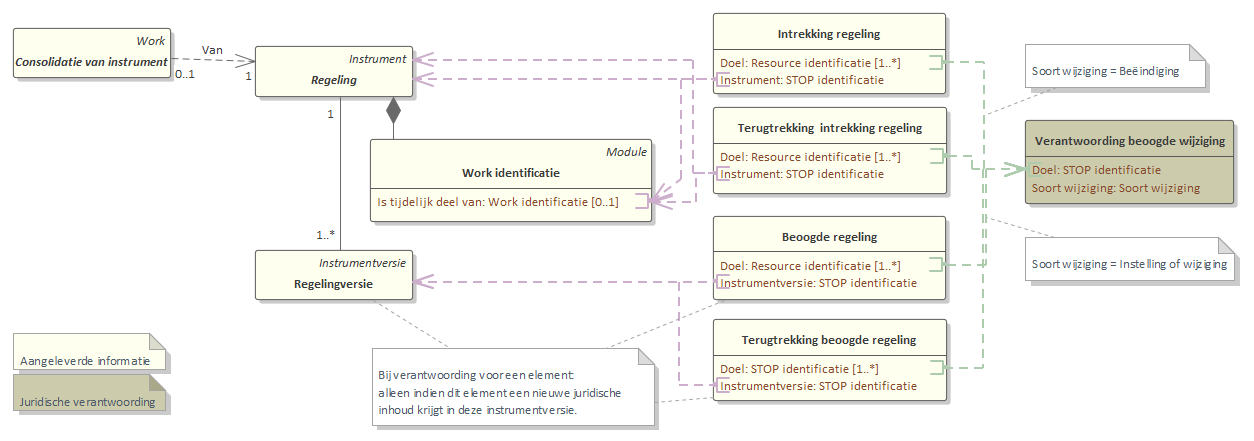 Work
Consolidatie van instrument
Van
0..1
1
Instrument
Regeling
1
Module
Work identificatie
Is tijdelijk deel van: Work identificatie [0..1]
1..*
Instrumentversie
Regelingversie
Intrekking regeling
Doel: Resource identificatie [1..*]
Instrument: STOP identificatie
Terugtrekking intrekking regeling
Doel: Resource identificatie [1..*]
Instrument: STOP identificatie
Beoogde regeling
Doel: Resource identificatie [1..*]
Instrumentversie: STOP identificatie
Terugtrekking beoogde regeling
Doel: STOP identificatie [1..*]
Instrumentversie: STOP identificatie
Soort wijziging = Beëindiging
Verantwoording beoogde wijziging
Doel: STOP identificatie
Soort wijziging: Soort wijziging
Soort wijziging = Instelling of wijziging
Bij verantwoording voor een element:
alleen indien dit element een nieuwe juridische
inhoud krijgt in deze instrumentversie.
Aangeleverde informatie
Juridische verantwoording